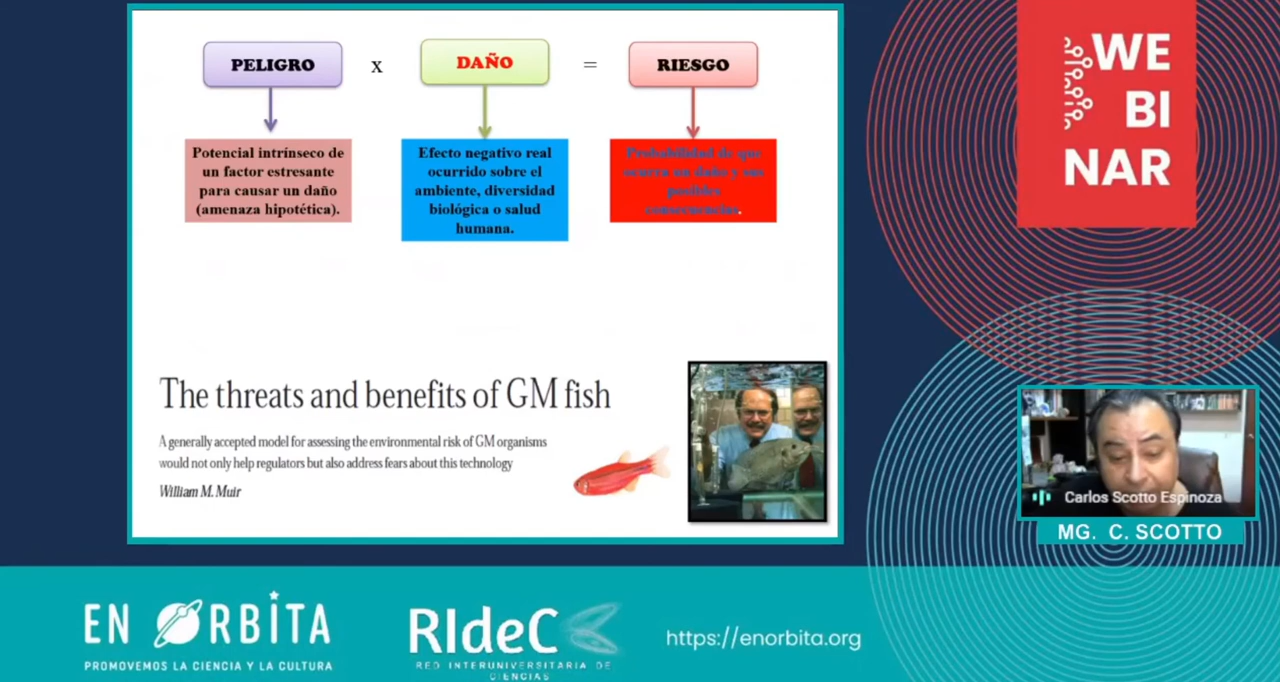 PELIGRO x DAÑO = RIESGO
Potencial intrínseco de
un factor estresante
para causar un daño
(amenaza hipotética).
Efecto negativo real
ocurrido sobre el
ambiente, diversidad
biológica o salud
humana.
Probabilidad de que
ocurra un daño y sus
posibles
consecuencias.
The threats and benefits of GM fish
A generally accepted model for assessing the environmental risk of GM organisms
would not only help regulators but also address fears about this technology
William M. Muir
WE
BI
NAR
Carlos Scotto Espinoza
MG. C. SCOTTO
EN ORBITA
PROMOVEMOS LA CIENCIA Y LA CULTURA
RIdeC
RED INTERUNIVERSITARIA DE
CIENCIAS
https://enorbita.org